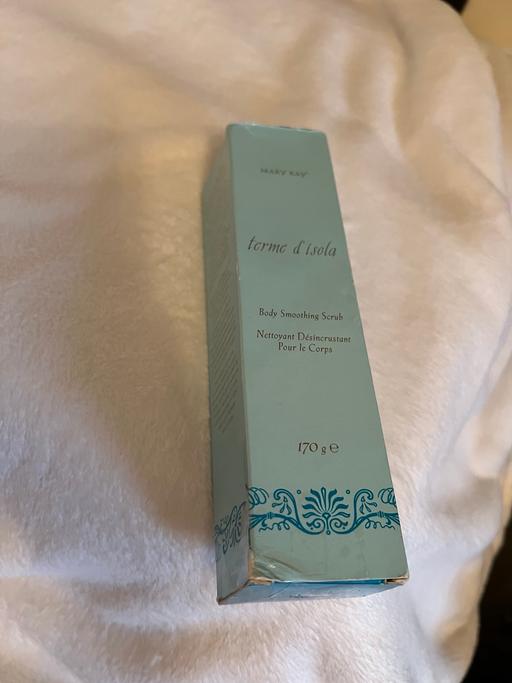 MARY KAY®
terme d'isola
Body Smoothing Scrub
Nettoyant Désincrustant
Pour le Corps
170 g ℮